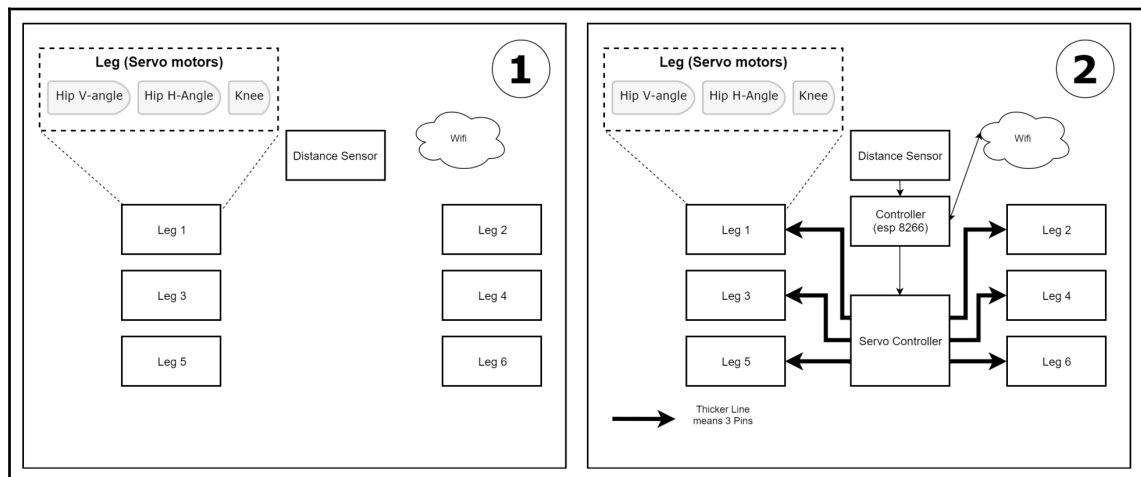 1
Leg (Servo motors)
Hip V-angle
Hip H-Angle
Knee
Distance Sensor
Wifi
Leg 1
Leg 2
Leg 3
Leg 4
Leg 5
Leg 6
2
Leg (Servo motors)
Hip V-angle
Hip H-Angle
Knee
Distance Sensor
Wifi
Controller
(esp 8266)
Leg 1
Leg 2
Leg 3
Leg 4
Servo Controller
Leg 5
Leg 6
Thicker Line
means 3 Pins